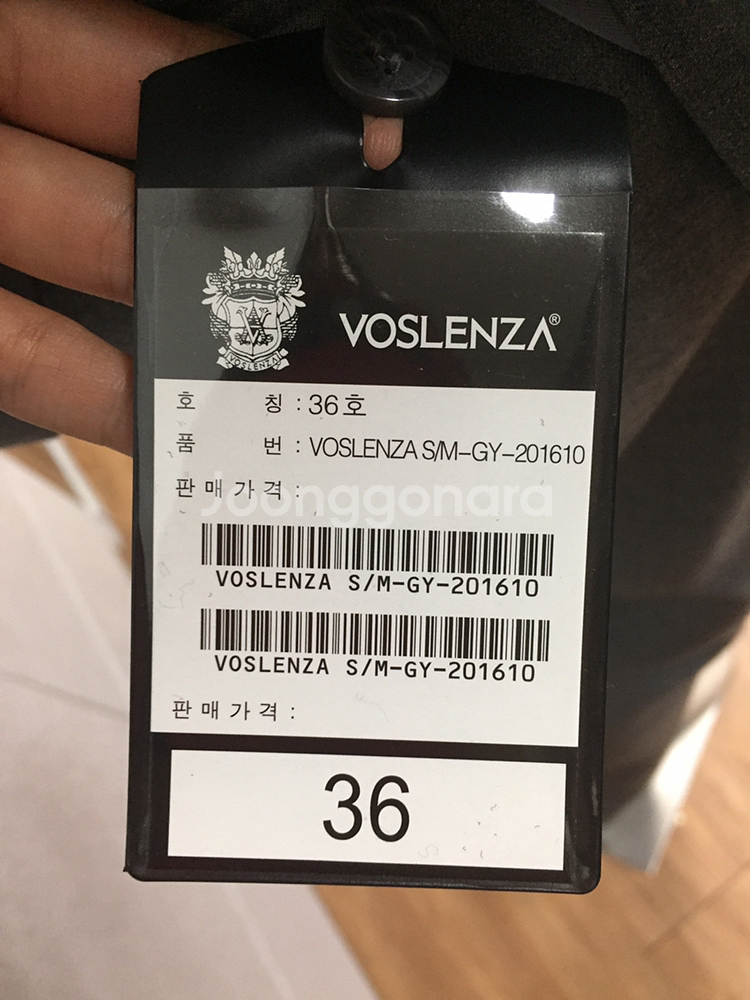 VOSLENZA
VOSLENZA®
호 칭 : 36호
품 번 : VOSLENZA S/M-GY-201610
판매가격 :
Joonggonara
VOSLENZA S/M-GY-201610
VOSLENZA S/M-GY-201610
판매가격 :
36